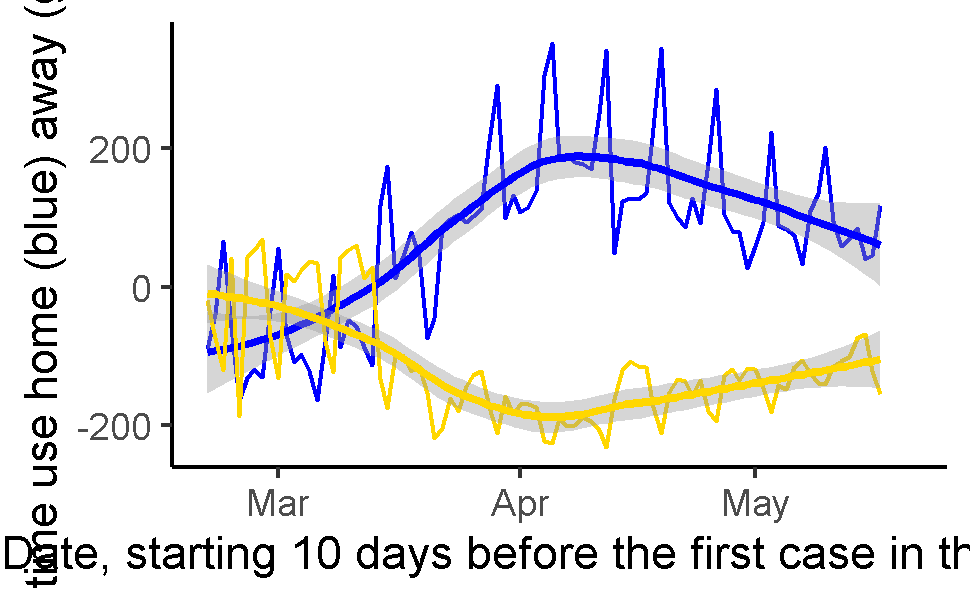 time use home (blue) away (
200
0
-200
Mar Apr May
Date, starting 10 days before the first case in th